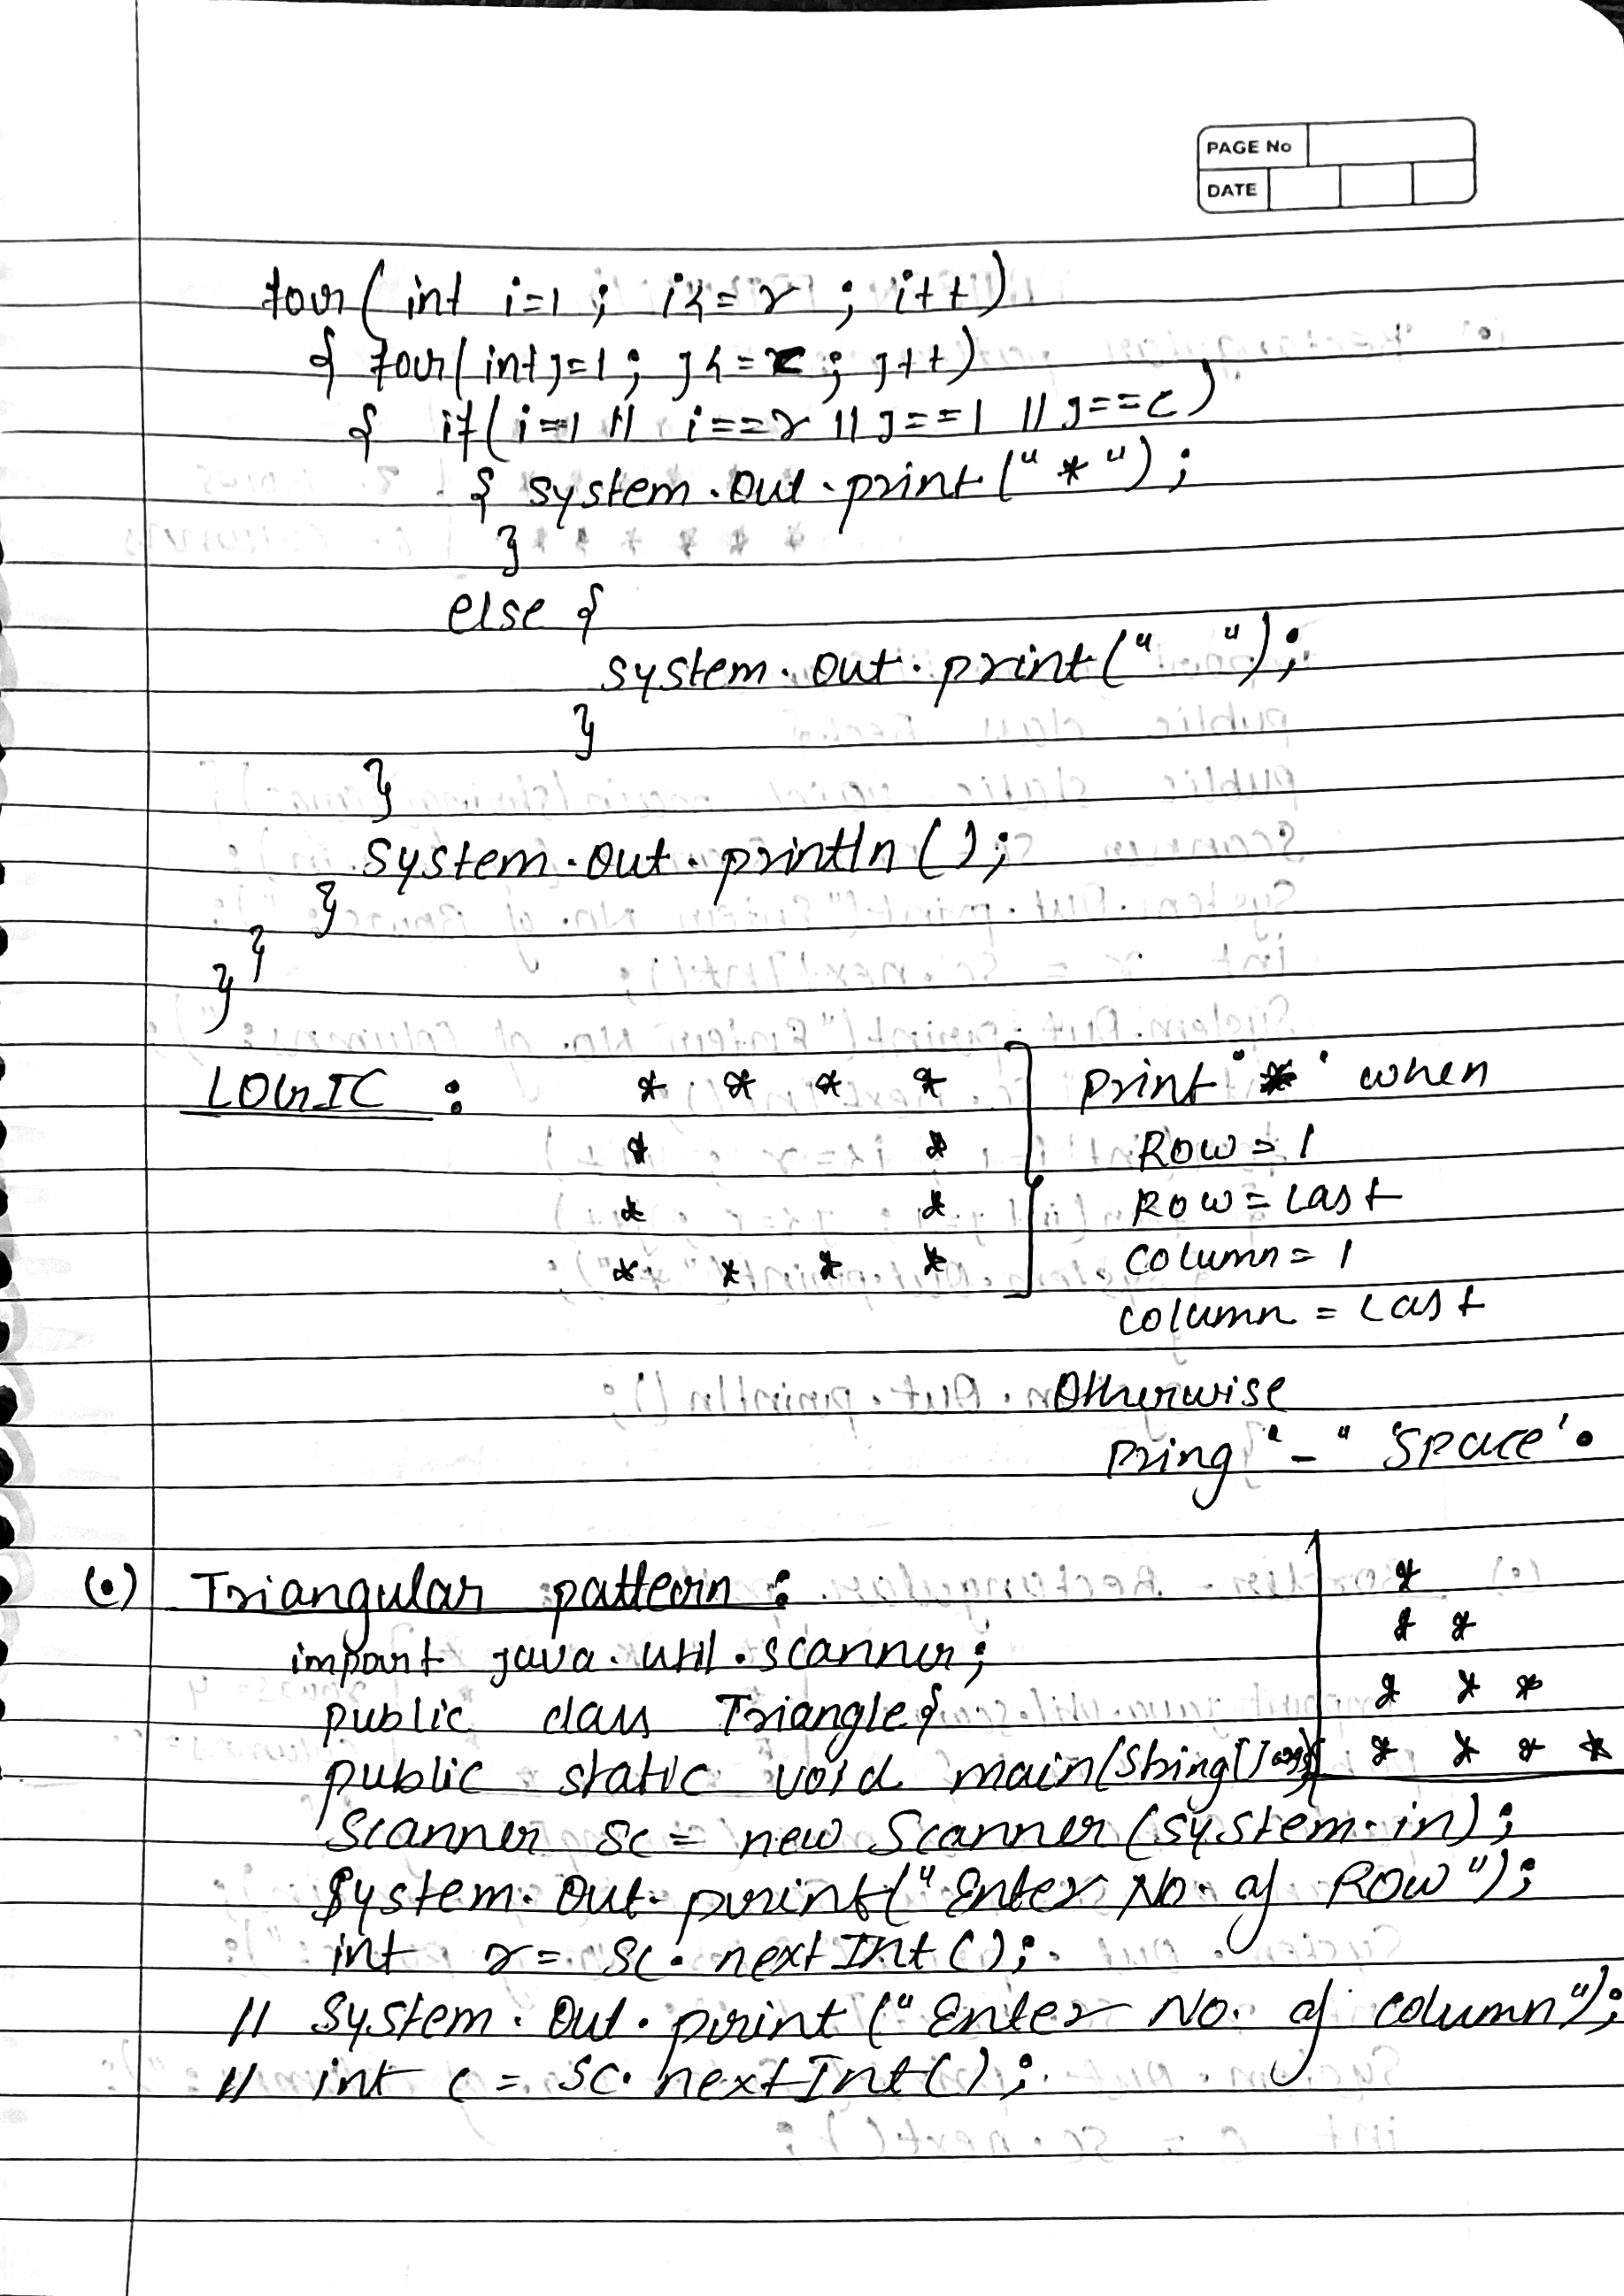 PAGE No
DATE
for( int i=1 ; i<=r ; i++)
{ for( int j=1 ; j<=c ; j++)
{ if( i=1 || i==r || j==1 || j==c)
{ system.out.print(" * ") ;
}
else {
system.out.print(" ");
}
}
system.out.println();
}
}
}
LOGIC : * * * * print '*' when
* * Row = 1
* * Row = Last
* * * * column = 1
column = Last
Otherwise
Pring "_" 'space'.
(•) Triangular pattern : *
* *
import java.util.scanner;
* * *
public class Triangle{
public static void main(String[] args){ * * * *
Scanner sc = new Scanner(system.in);
System.out.print("Enter No. of Row");
int r = sc.nextInt();
// System.out.print("Enter No. of column");
// int c = sc.nextInt();